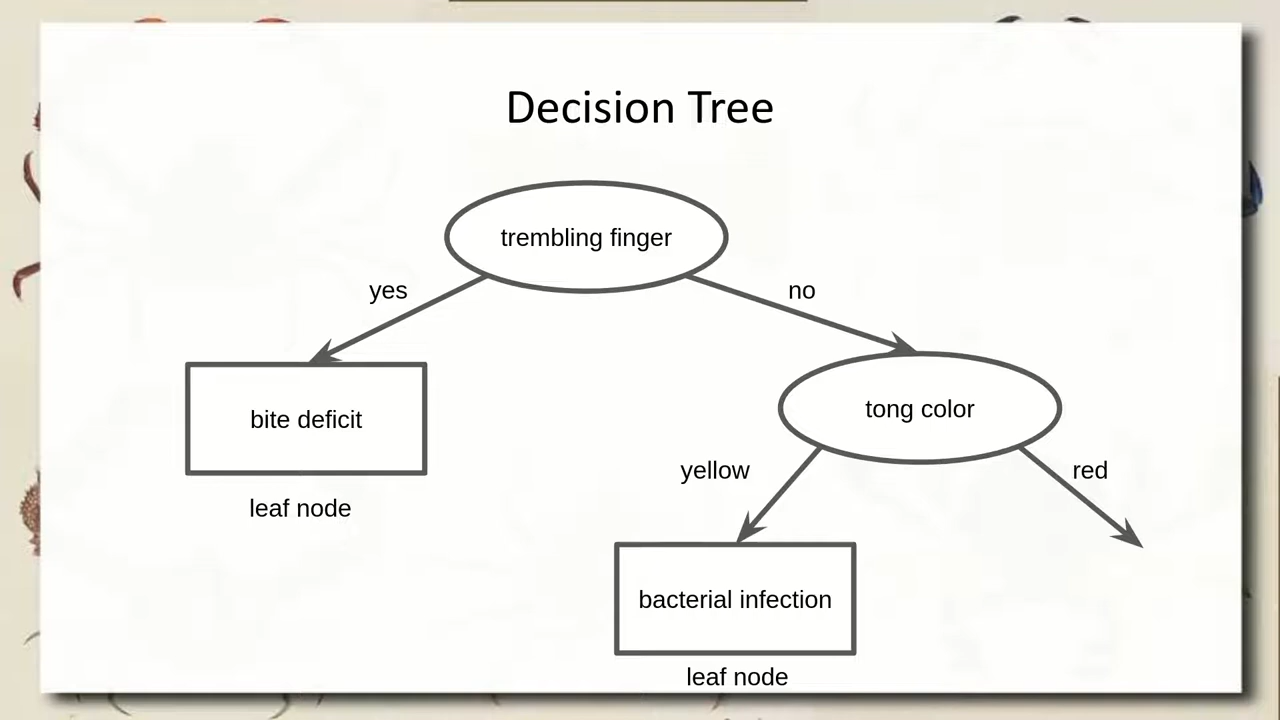 Decision Tree
trembling finger
yes
no
bite deficit
tong color
leaf node
yellow
red
bacterial infection
leaf node